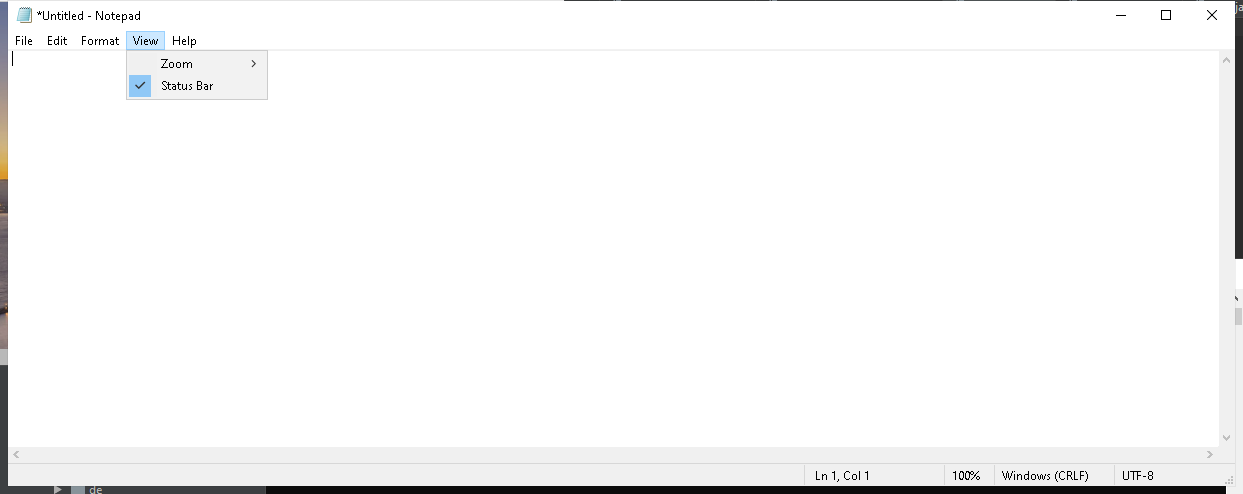 *Untitled - Notepad
File Edit Format View Help
Zoom
Status Bar
Ln 1, Col 1 100% Windows (CRLF) UTF-8
de